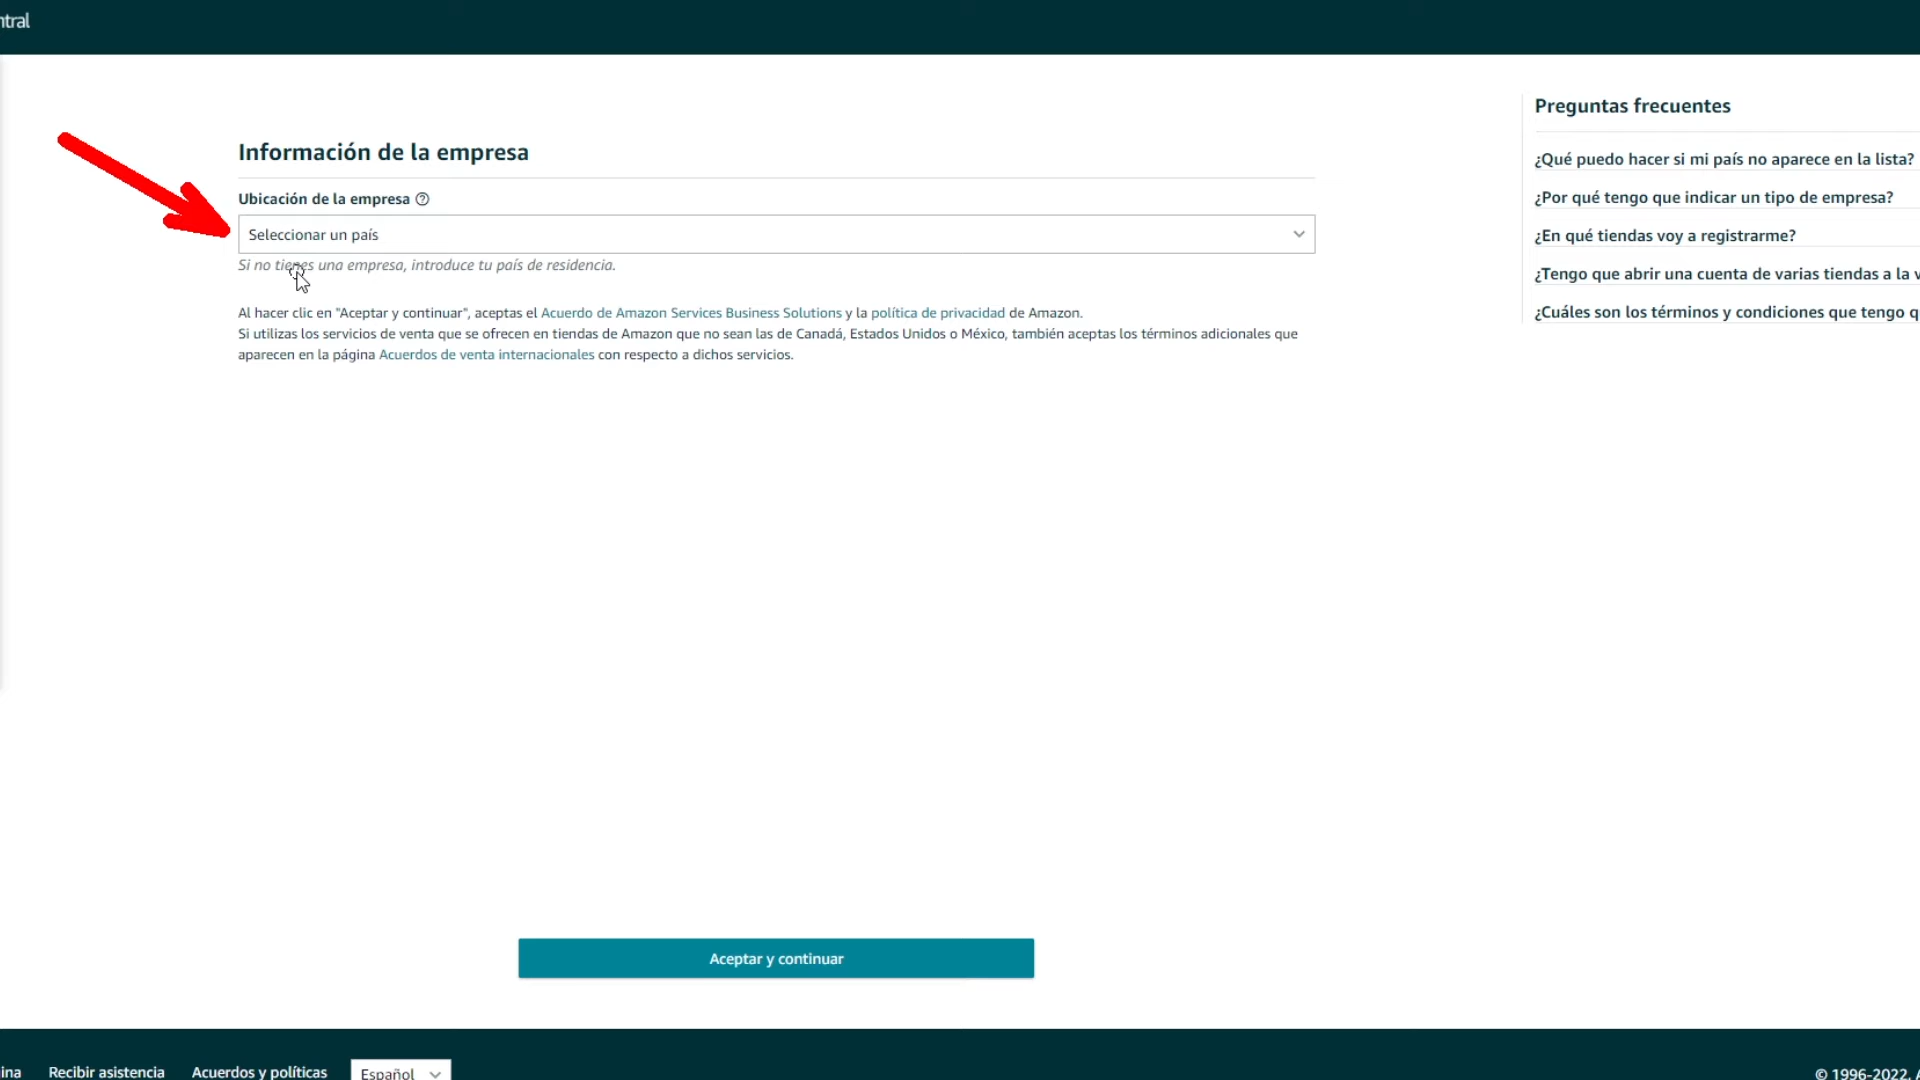 ntral
Información de la empresa
Ubicación de la empresa
Seleccionar un país
Si no tienes una empresa, introduce tu país de residencia.
Al hacer clic en "Aceptar y continuar", aceptas el Acuerdo de Amazon Services Business Solutions y la política de privacidad de Amazon.
Si utilizas los servicios de venta que se ofrecen en tiendas de Amazon que no sean las de Canadá, Estados Unidos o México, también aceptas los términos adicionales que
aparecen en la página Acuerdos de venta internacionales con respecto a dichos servicios.
Preguntas frecuentes
¿Qué puedo hacer si mi país no aparece en la lista?
¿Por qué tengo que indicar un tipo de empresa?
¿En qué tiendas voy a registrarme?
¿Tengo que abrir una cuenta de varias tiendas a la v
¿Cuáles son los términos y condiciones que tengo q
Aceptar y continuar
ina Recibir asistencia Acuerdos y políticas Español © 1996-2022, A